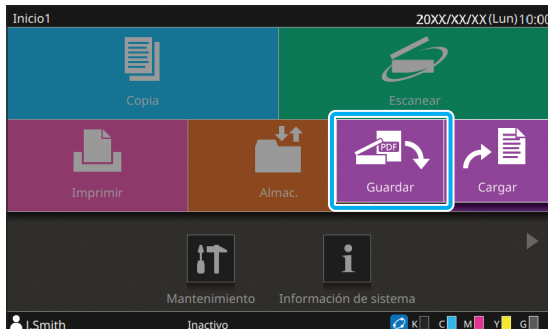 Inicio1 20XX/XX/XX (Lun) 10:00
Copia Escanear
PDF
Imprimir Almac. Guardar Cargar
Mantenimiento Información de sistema
J.Smith Inactivo K C M Y G